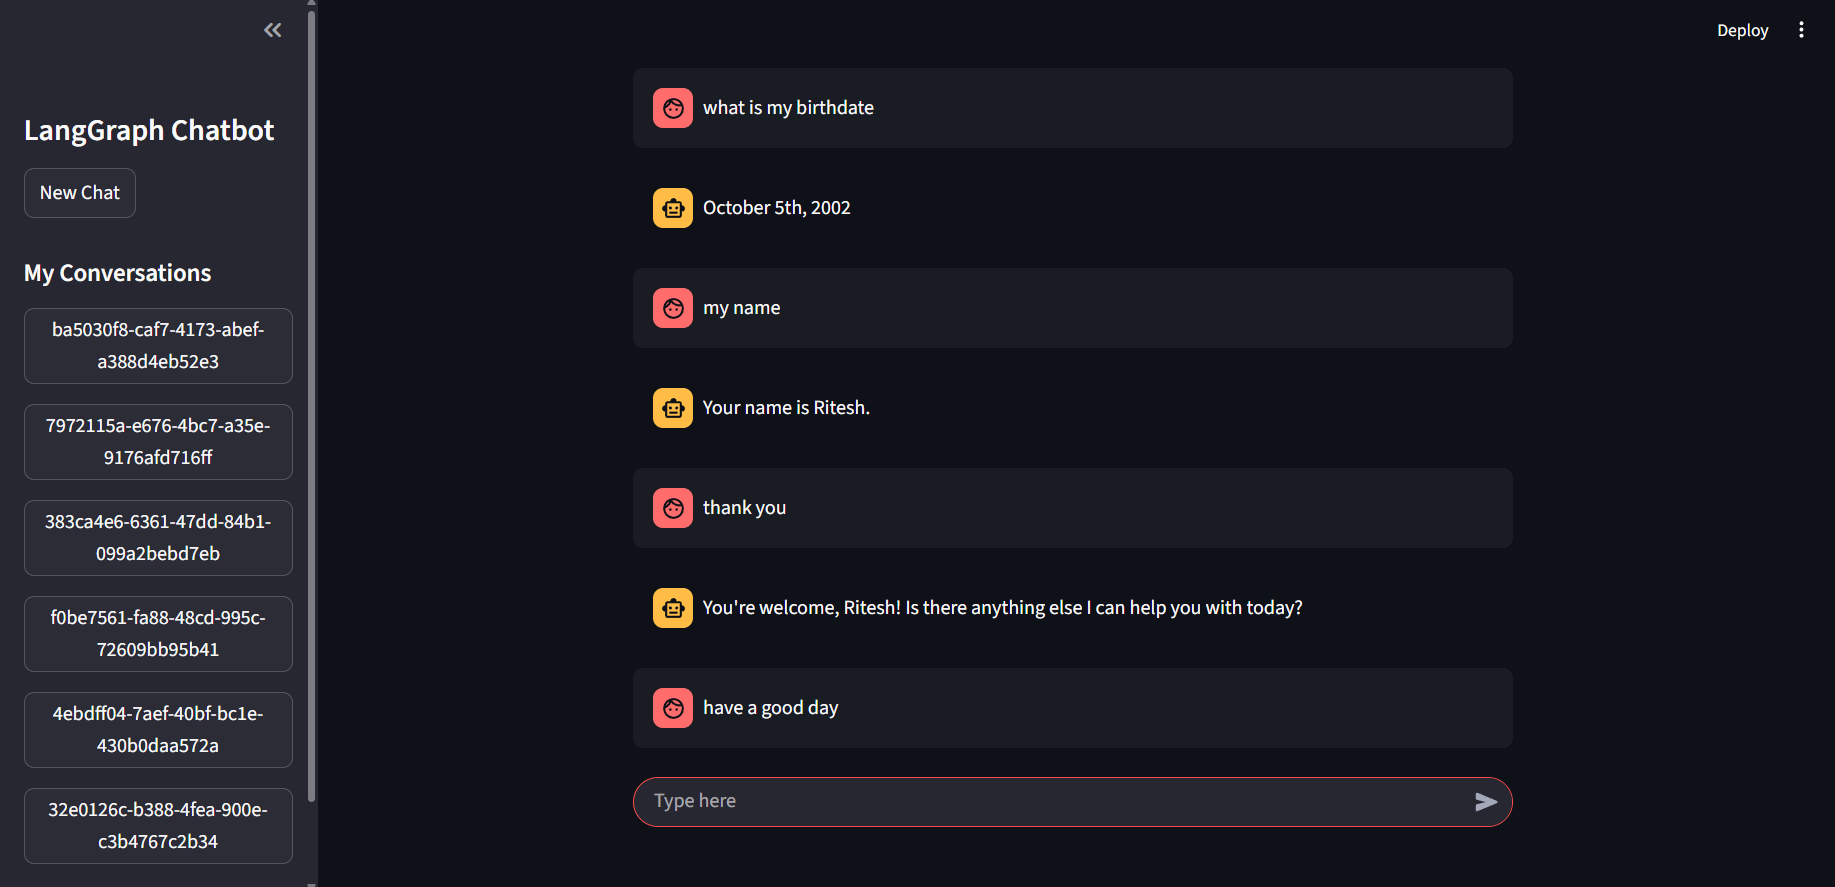 Deploy
LangGraph Chatbot
New Chat
My Conversations
ba5030f8-caf7-4173-abef-
a388d4eb52e3
7972115a-e676-4bc7-a35e-
9176afd716ff
383ca4e6-6361-47dd-84b1-
099a2bebd7eb
f0be7561-fa88-48cd-995c-
72609bb95b41
4ebdff04-7aef-40bf-bc1e-
430b0daa572a
32e0126c-b388-4fea-900e-
c3b4767c2b34
what is my birthdate
October 5th, 2002
my name
Your name is Ritesh.
thank you
You're welcome, Ritesh! Is there anything else I can help you with today?
have a good day
Type here